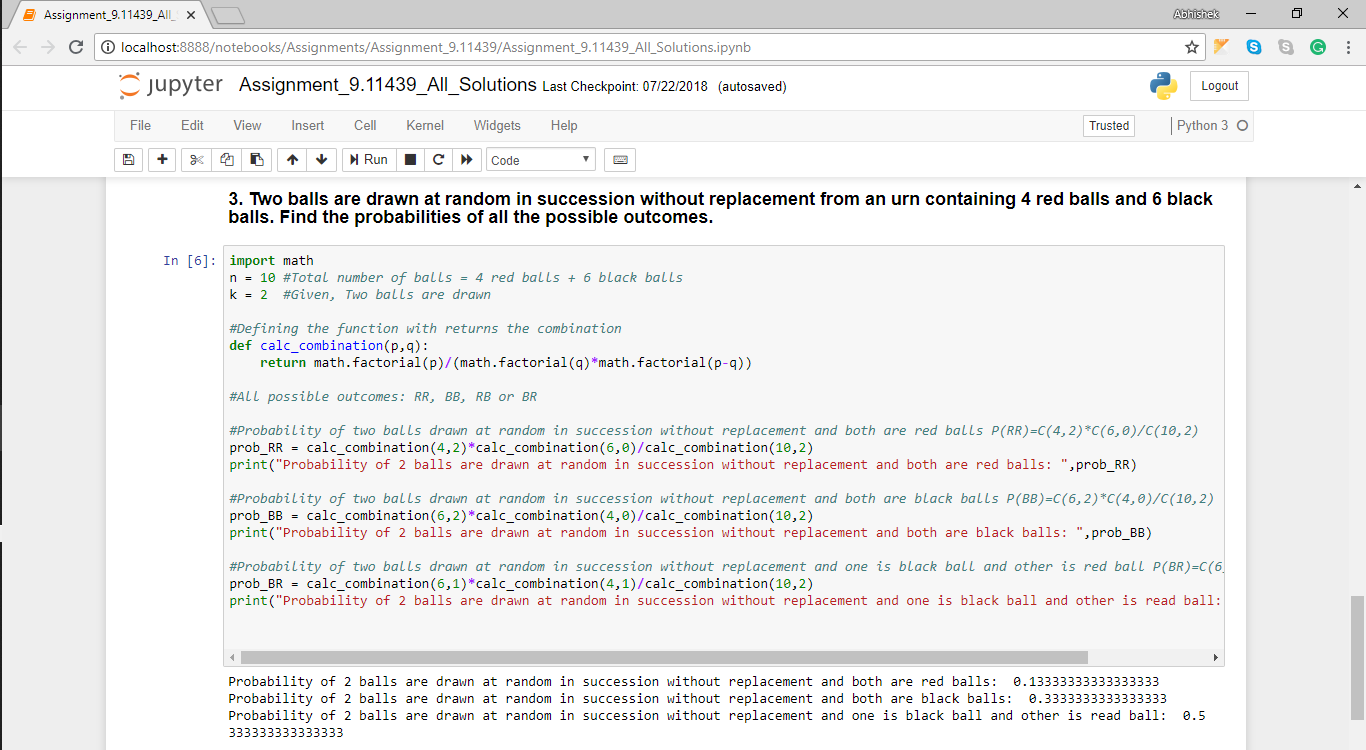 Assignment_9.11439_All_
Abhishek
localhost:8888/notebooks/Assignments/Assignment_9.11439/Assignment_9.11439_All_Solutions.ipynb
jupyter Assignment_9.11439_All_Solutions Last Checkpoint: 07/22/2018 (autosaved)
Logout
File Edit View Insert Cell Kernel Widgets Help
Trusted
Python 3
Run
Code
3. Two balls are drawn at random in succession without replacement from an urn containing 4 red balls and 6 black
balls. Find the probabilities of all the possible outcomes.
In [6]:
import math
n = 10 #Total number of balls = 4 red balls + 6 black balls
k = 2  #Given, Two balls are drawn
#Defining the function with returns the combination
def calc_combination(p,q):
    return math.factorial(p)/(math.factorial(q)*math.factorial(p-q))
#All possible outcomes: RR, BB, RB or BR
#Probability of two balls drawn at random in succession without replacement and both are red balls P(RR)=C(4,2)*C(6,0)/C(10,2)
prob_RR = calc_combination(4,2)*calc_combination(6,0)/calc_combination(10,2)
print("Probability of 2 balls are drawn at random in succession without replacement and both are red balls: ",prob_RR)
#Probability of two balls drawn at random in succession without replacement and both are black balls P(BB)=C(6,2)*C(4,0)/C(10,2)
prob_BB = calc_combination(6,2)*calc_combination(4,0)/calc_combination(10,2)
print("Probability of 2 balls are drawn at random in succession without replacement and both are black balls: ",prob_BB)
#Probability of two balls drawn at random in succession without replacement and one is black ball and other is red ball P(BR)=C(6,
prob_BR = calc_combination(6,1)*calc_combination(4,1)/calc_combination(10,2)
print("Probability of 2 balls are drawn at random in succession without replacement and one is black ball and other is read ball:
Probability of 2 balls are drawn at random in succession without replacement and both are red balls:  0.13333333333333333
Probability of 2 balls are drawn at random in succession without replacement and both are black balls:  0.3333333333333333
Probability of 2 balls are drawn at random in succession without replacement and one is black ball and other is read ball:  0.5
333333333333333